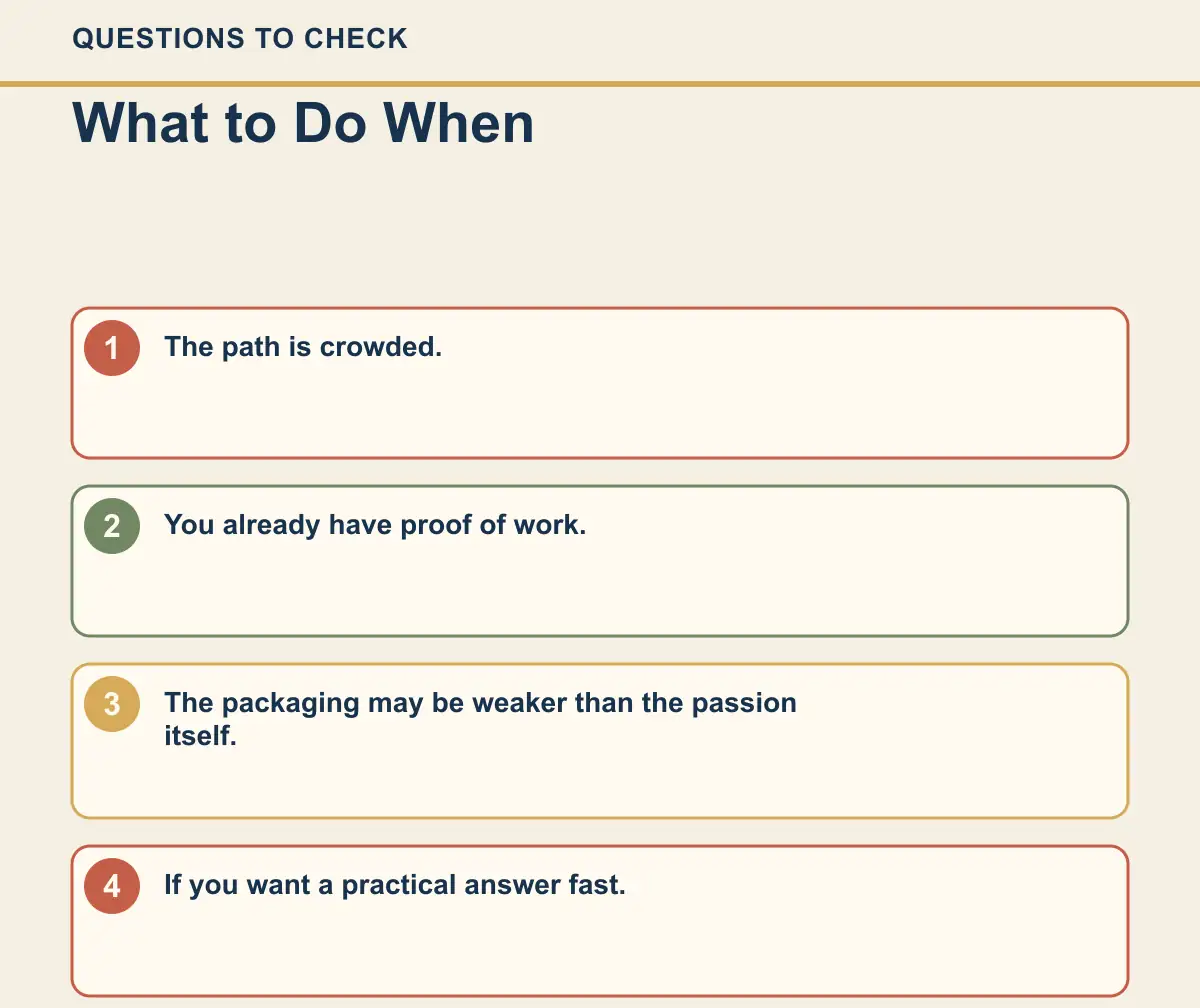 QUESTIONS TO CHECK
What to Do When
1
The path is crowded.
2
You already have proof of work.
3
The packaging may be weaker than the passion
itself.
4
If you want a practical answer fast.